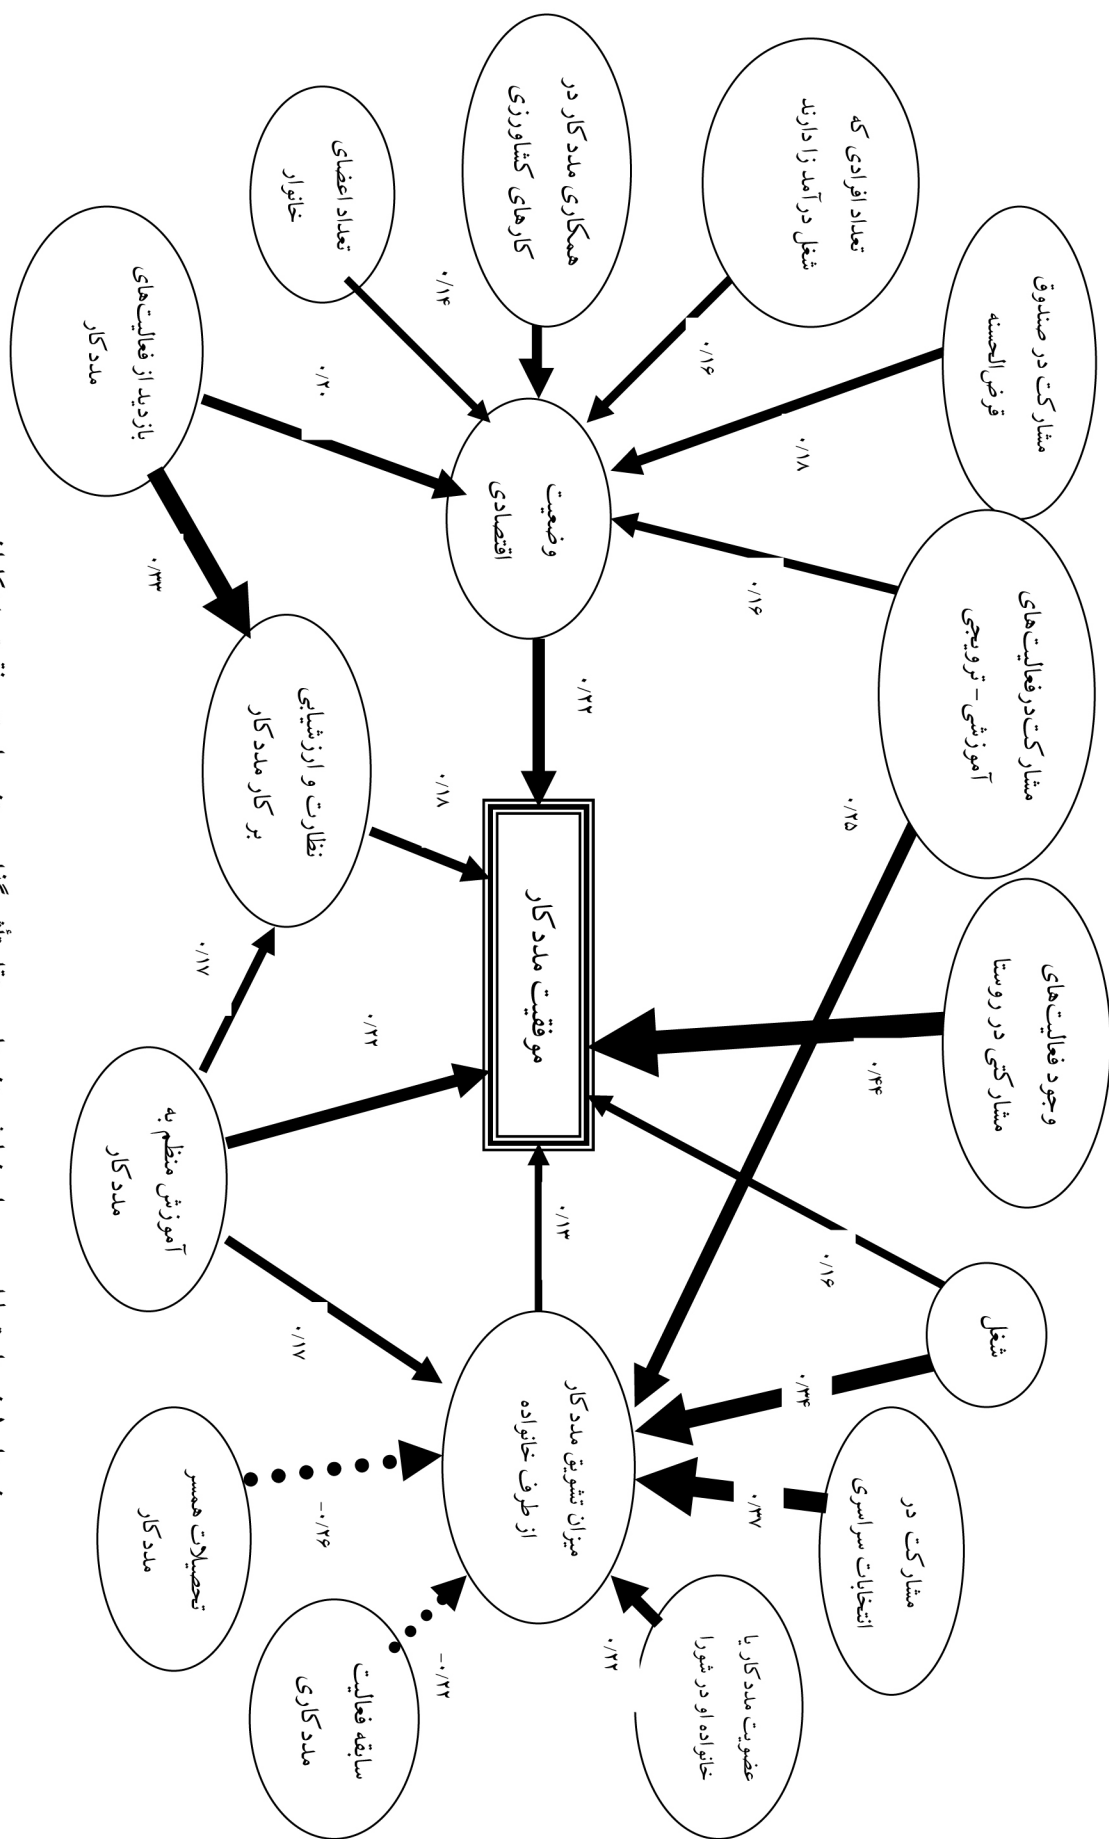 مشارکت در صندوق
قرض‌الحسنه
مشارکت در فعالیت‌های
آموزشی - ترویجی
وجود فعالیت‌های
مشارکتی در روستا
شغل
مشارکت در
انتخابات سراسری
تعداد افرادی که
شغل درآمد زا دارند
۰/۱۸
۰/۱۶
۰/۲۵
۰/۴۴
۰/۱۶
۰/۳۴
۰/۳۷
عضویت مددکار یا
خانواده او در شورا
۰/۱۶
۰/۲۲
۰/۲۲
همکاری مددکار در
کارهای کشاورزی
وضعیت
اقتصادی
موفقیت مددکار
۰/۱۳
میزان تشویق مددکار
از طرف خانواده
۰/۱۴
۰/۱۸
۰/۲۲
-۰/۲۲
تعداد اعضای
خانوار
۰/۲۰
نظارت و ارزشیابی
بر کار مددکار
۰/۱۷
۰/۱۷
-۰/۲۶
سابقه فعالیت
مددکاری
بازدید از فعالیت‌های
مددکار
۰/۳۳
آموزش منظم به
مددکار
تحصیلات همسر
مددکار